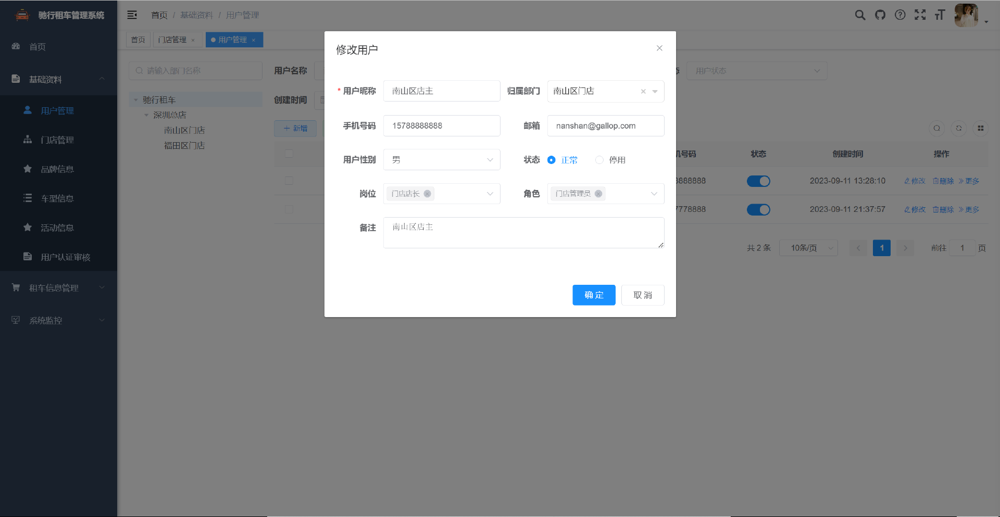 驰行租车管理系统
首页 / 基础资料 / 用户管理
首页
门店管理 ×
用户管理 ×
首页
基础资料
用户管理
门店管理
品牌信息
车型信息
活动信息
用户认证审核
租车信息管理
系统监控
请输入部门名称
驰行租车
深圳总店
南山区门店
福田区门店
用户名称
用户状态
创建时间
+ 新增
机号码 状态 创建时间 操作
8888888 2023-09-11 13:28:10 修改 删除 更多
7778888 2023-09-11 21:37:57 修改 删除 更多
共 2 条 10条/页 1 前往 1 页
修改用户
* 用户昵称 南山区店主 归属部门 南山区门店
手机号码 15788888888 邮箱 nanshan@gallop.com
用户性别 男 状态 正常 停用
岗位 门店店长 角色 门店管理员
备注 南山区店主
确 定 取 消